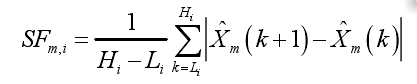 $SF_{m,i} = \frac{1}{H_i - L_i} \sum_{k=L_i}^{H_i} \left| \hat{X}_m(k+1) - \hat{X}_m(k) \right|$